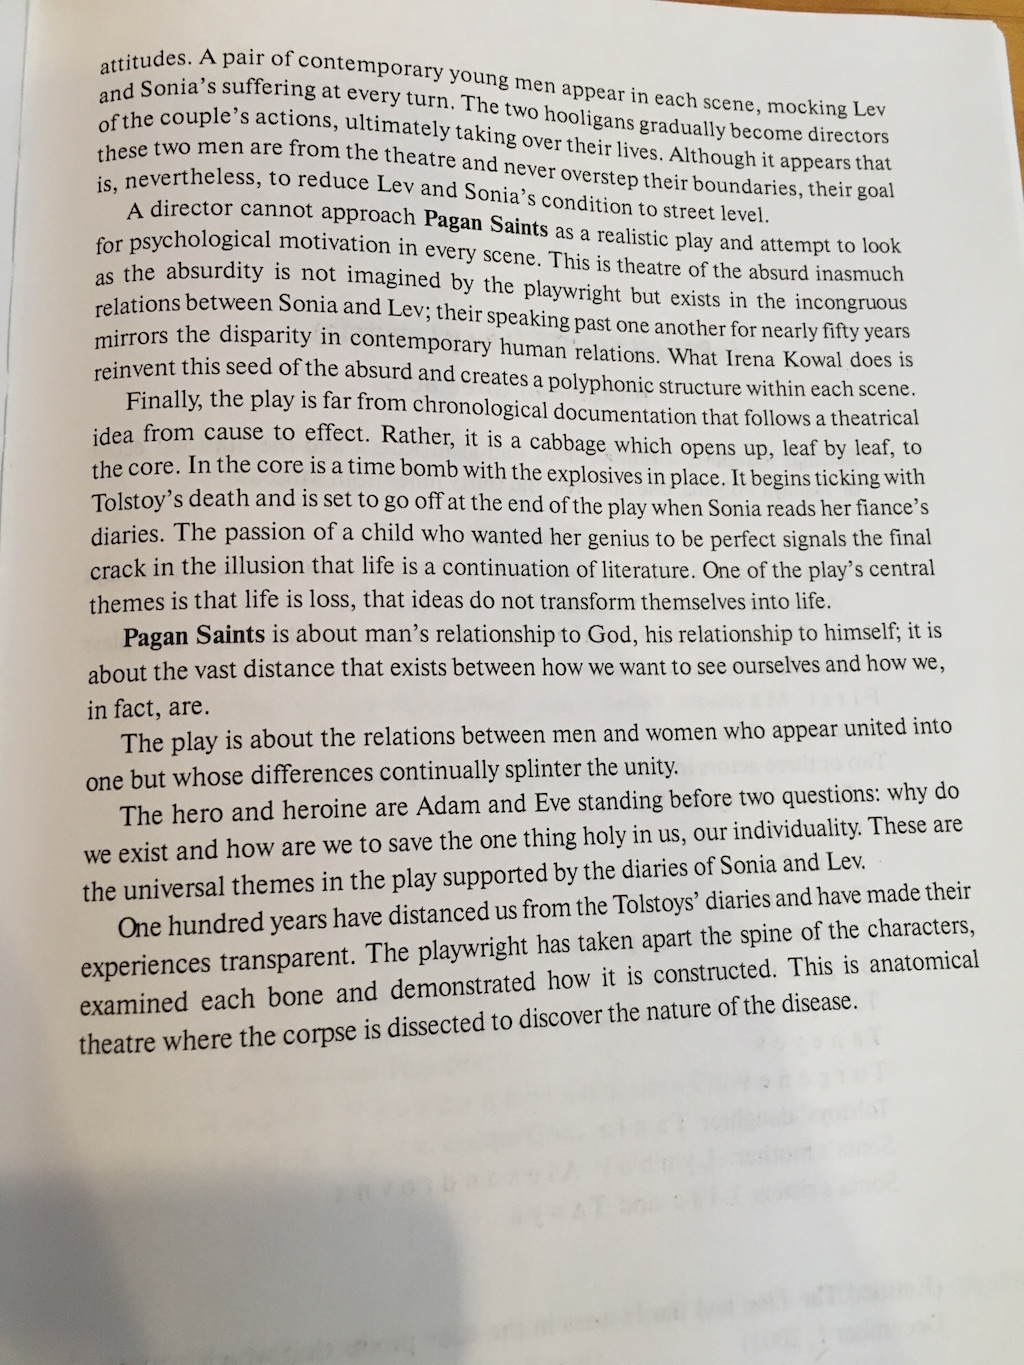 attitudes. A pair of contemporary young men appear in each scene, mocking Lev
and Sonia's suffering at every turn. The two hooligans gradually become directors
of the couple's actions, ultimately taking over their lives. Although it appears that
these two men are from the theatre and never overstep their boundaries, their goal
is, nevertheless, to reduce Lev and Sonia's condition to street level.
A director cannot approach Pagan Saints as a realistic play and attempt to look
for psychological motivation in every scene. This is theatre of the absurd inasmuch
as the absurdity is not imagined by the playwright but exists in the incongruous
relations between Sonia and Lev; their speaking past one another for nearly fifty years
mirrors the disparity in contemporary human relations. What Irena Kowal does is
reinvent this seed of the absurd and creates a polyphonic structure within each scene.
Finally, the play is far from chronological documentation that follows a theatrical
idea from cause to effect. Rather, it is a cabbage which opens up, leaf by leaf, to
the core. In the core is a time bomb with the explosives in place. It begins ticking with
Tolstoy's death and is set to go off at the end of the play when Sonia reads her fiance's
diaries. The passion of a child who wanted her genius to be perfect signals the final
crack in the illusion that life is a continuation of literature. One of the play's central
themes is that life is loss, that ideas do not transform themselves into life.
Pagan Saints is about man's relationship to God, his relationship to himself; it is
about the vast distance that exists between how we want to see ourselves and how we,
in fact, are.
The play is about the relations between men and women who appear united into
one but whose differences continually splinter the unity.
The hero and heroine are Adam and Eve standing before two questions: why do
we exist and how are we to save the one thing holy in us, our individuality. These are
the universal themes in the play supported by the diaries of Sonia and Lev.
One hundred years have distanced us from the Tolstoys' diaries and have made their
experiences transparent. The playwright has taken apart the spine of the characters,
examined each bone and demonstrated how it is constructed. This is anatomical
theatre where the corpse is dissected to discover the nature of the disease.